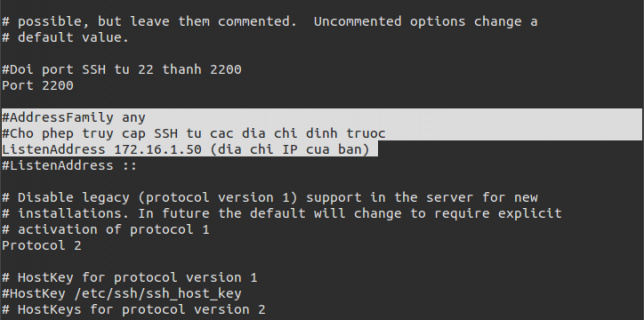 # possible, but leave them commented.  Uncommented options change a
# default value.
#Doi port SSH tu 22 thanh 2200
Port 2200
#AddressFamily any
#Cho phep truy cap SSH tu cac dia chi dinh truoc
ListenAddress 172.16.1.50 (dia chi IP cua ban)
#ListenAddress ::
# Disable legacy (protocol version 1) support in the server for new
# installations. In future the default will change to require explicit
# activation of protocol 1
Protocol 2
# HostKey for protocol version 1
#HostKey /etc/ssh/ssh_host_key
# HostKeys for protocol version 2